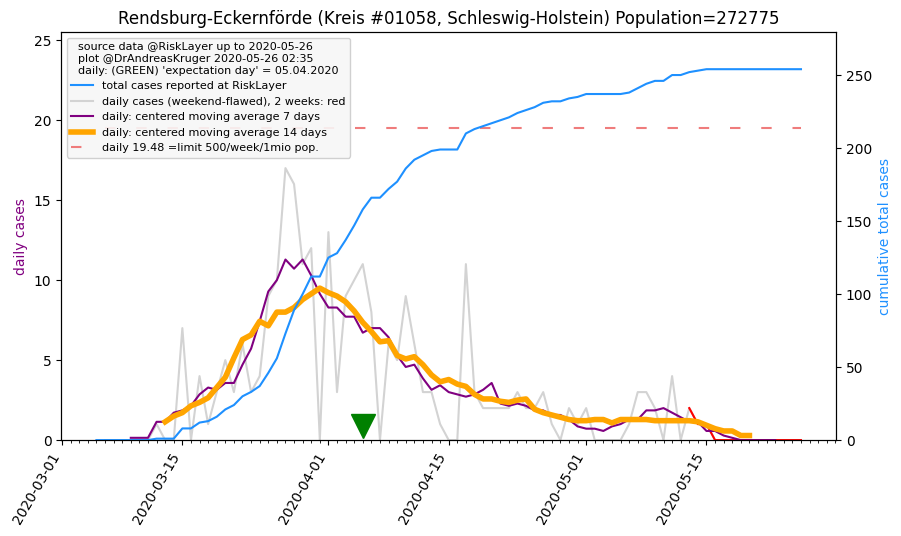 Rendsburg-Eckernförde (Kreis #01058, Schleswig-Holstein) Population=272775
source data @RiskLayer up to 2020-05-26
plot @DrAndreasKruger 2020-05-26 02:35
daily: (GREEN) 'expectation day' = 05.04.2020
total cases reported at RiskLayer
daily cases (weekend-flawed), 2 weeks: red
daily: centered moving average 7 days
daily: centered moving average 14 days
daily 19.48 =limit 500/week/1mio pop.
daily cases
25
20
15
10
5
0
cumulative total cases
250
200
150
100
50
0
2020-03-01
2020-03-15
2020-04-01
2020-04-15
2020-05-01
2020-05-15